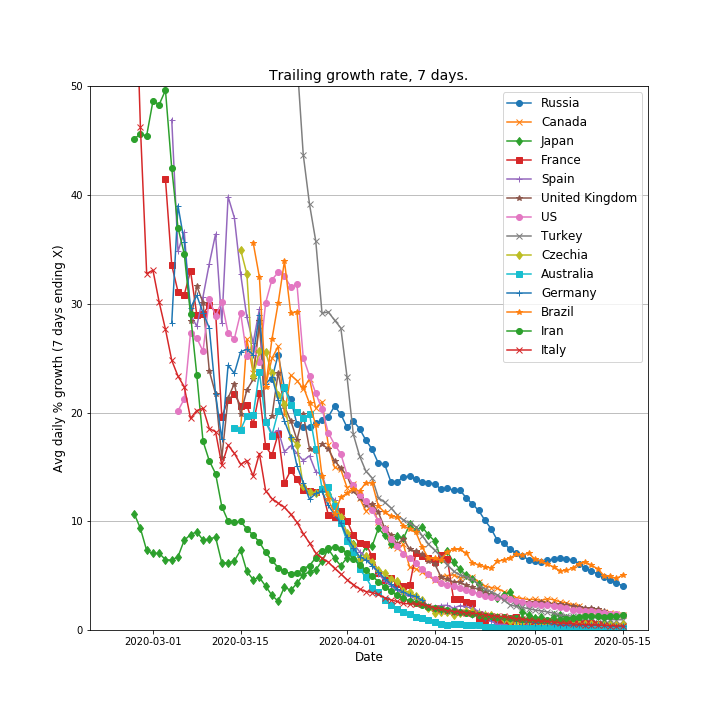 Trailing growth rate, 7 days.
Avg daily % growth (7 days ending X)
50
40
30
20
10
0
Russia
Canada
Japan
France
Spain
United Kingdom
US
Turkey
Czechia
Australia
Germany
Brazil
Iran
Italy
2020-03-01
2020-03-15
2020-04-01
2020-04-15
2020-05-01
2020-05-15
Date